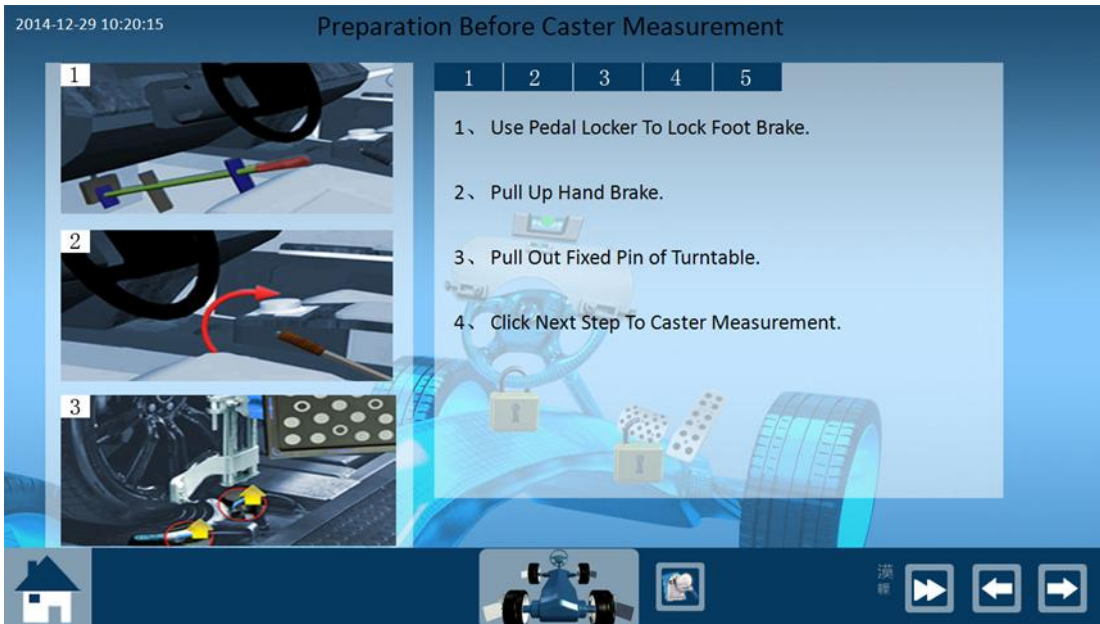 2014-12-29 10:20:15
Preparation Before Caster Measurement
1
2
3
1 2 3 4 5
1、 Use Pedal Locker To Lock Foot Brake.
2、 Pull Up Hand Brake.
3、 Pull Out Fixed Pin of Turntable.
4、 Click Next Step To Caster Measurement.